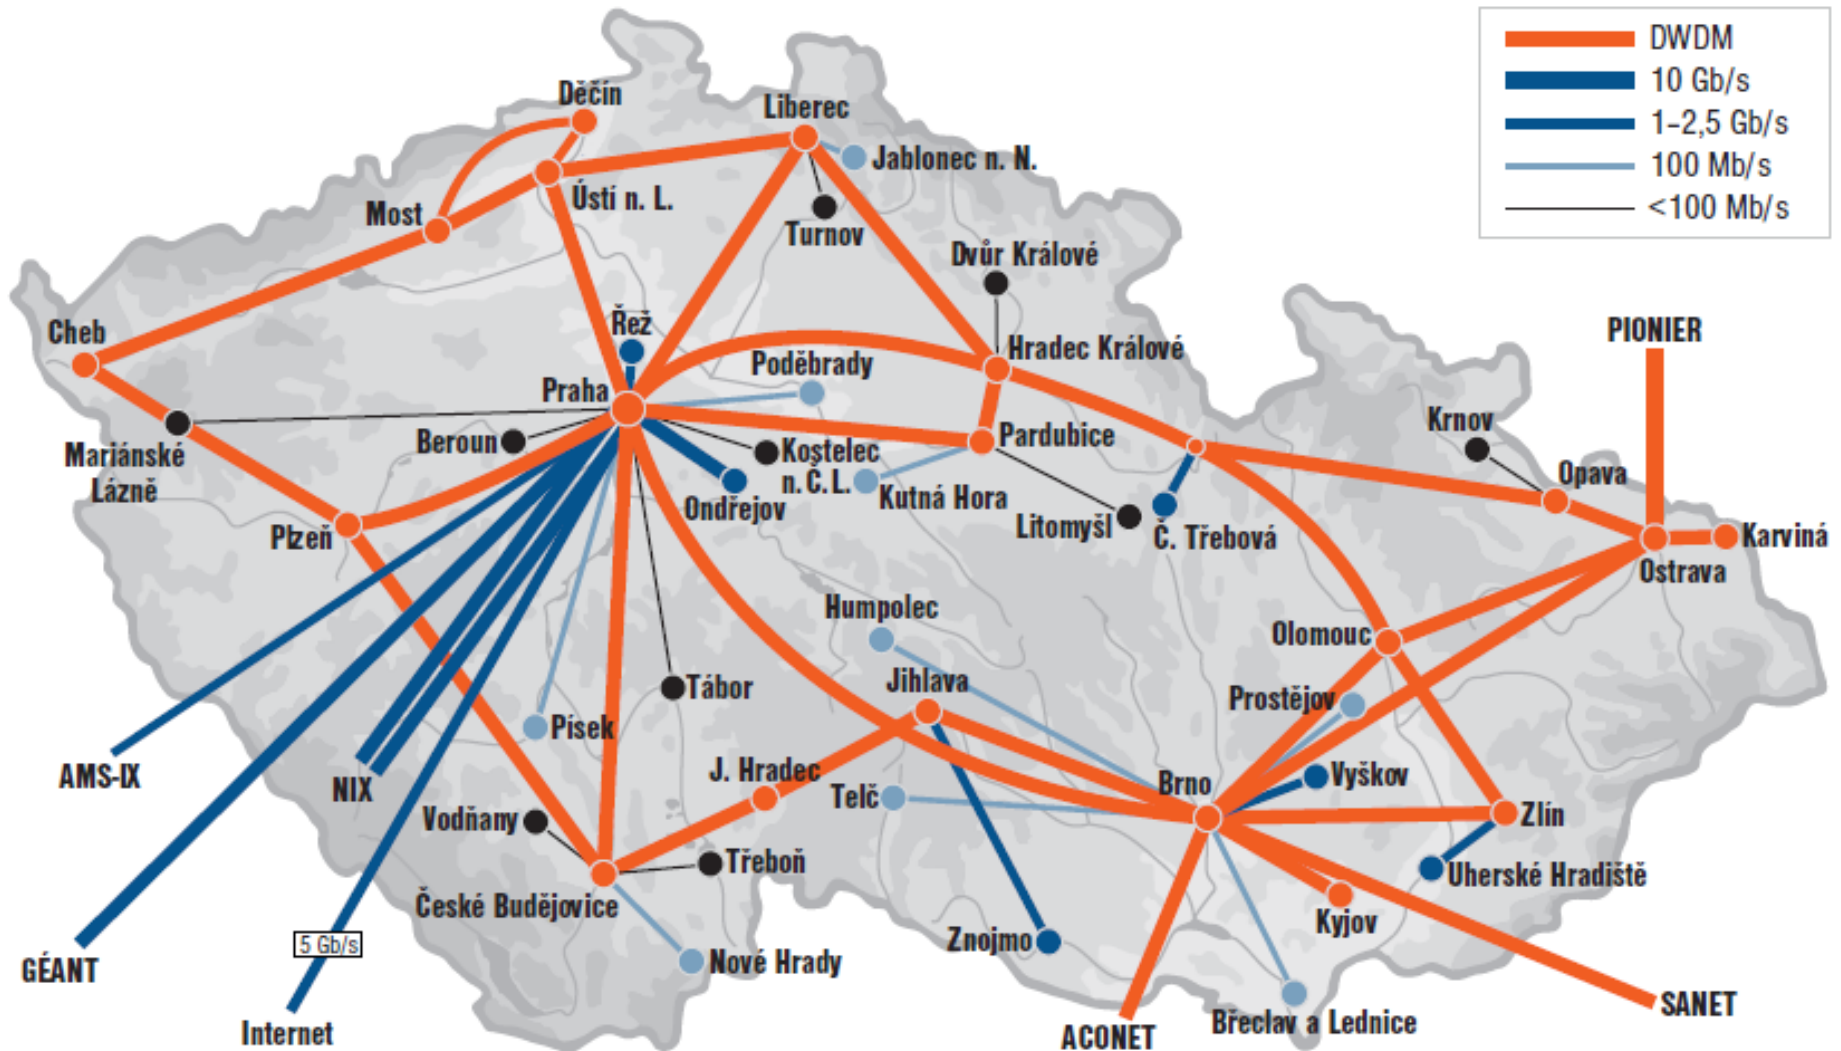 DWDM
10 Gb/s
1–2,5 Gb/s
100 Mb/s
<100 Mb/s
Děčín
Liberec
Jablonec n. N.
Ústí n. L.
Most
Turnov
Dvůr Králové
Cheb
Řež
Hradec Králové
PIONIER
Poděbrady
Praha
Krnov
Mariánské
Lázně
Beroun
Kostelec
n. Č. L.
Pardubice
Opava
Plzeň
Ondřejov
Kutná Hora
Litomyšl
Č. Třebová
Karviná
Ostrava
Humpolec
Olomouc
Jihlava
Tábor
Prostějov
Písek
AMS-IX
NIX
J. Hradec
Telč
Brno
Vyškov
Zlín
Vodňany
Třeboň
Uherské Hradiště
České Budějovice
Kyjov
5 Gb/s
Znojmo
GÉANT
Nové Hrady
Internet
ACONET
Břeclav a Lednice
SANET